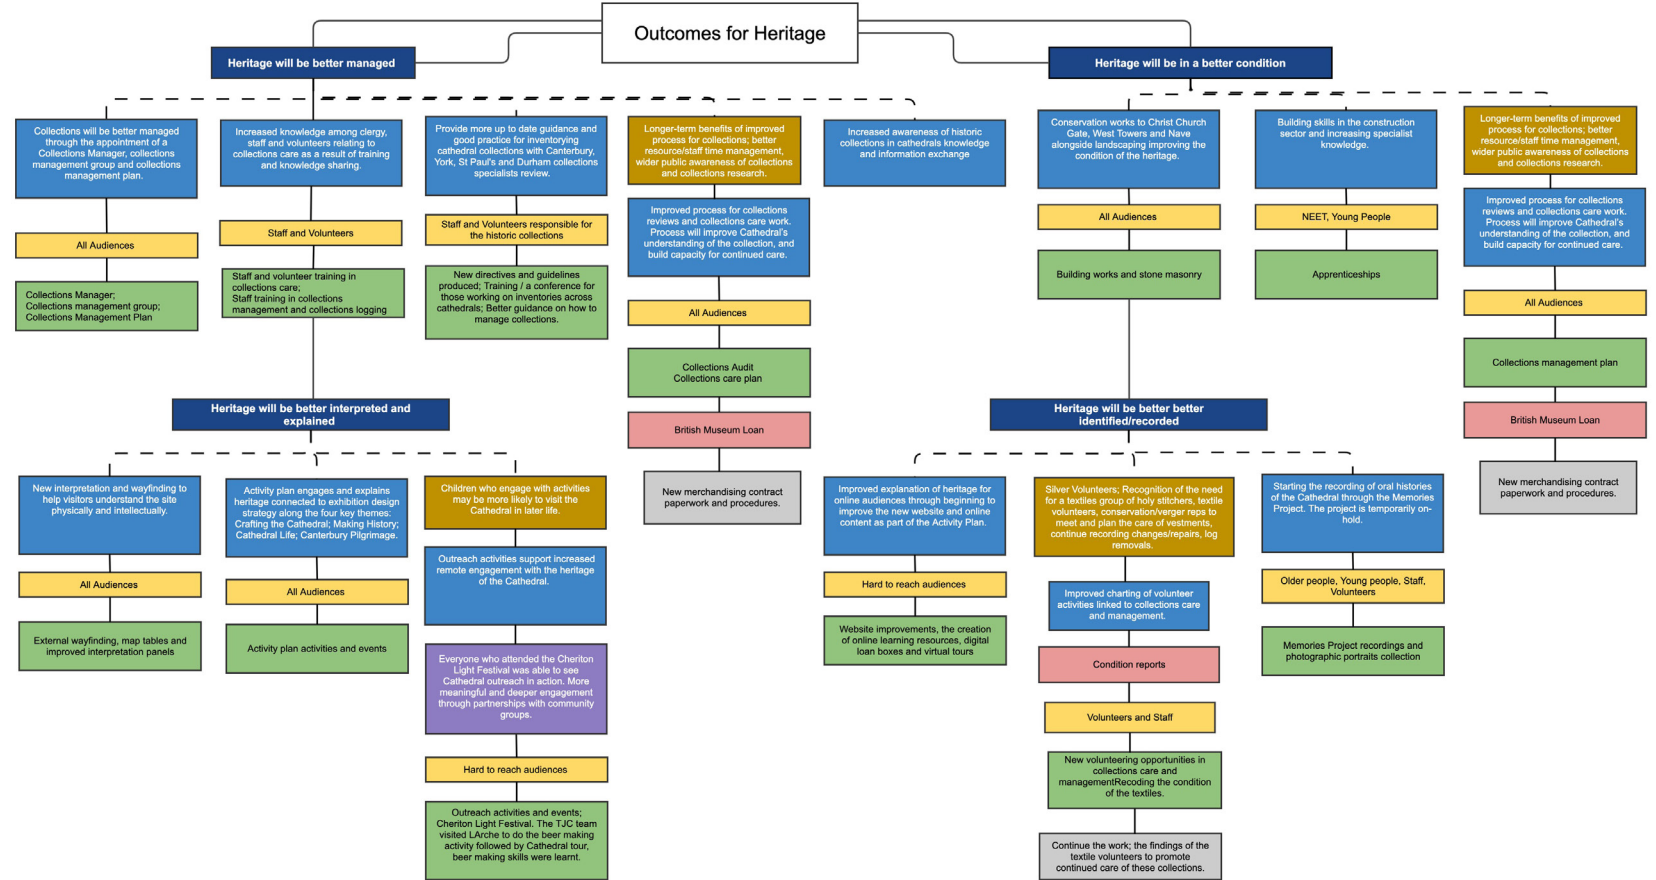 Outcomes for Heritage
Heritage will be better managed
Heritage will be in a better condition
Collections will be better managed
through the appointment of a
Collections Manager, collections
management group and collections
management plan.
All Audiences
Collections Manager;
Collections management group;
Collections Management Plan
Increased knowledge among clergy,
staff and volunteers relating to
collections care as a result of training
and knowledge sharing.
Staff and Volunteers
Staff and volunteer training in
collections care;
Staff training in collections
management and collections logging
Provide more up to date guidance and
good practice for inventorying
cathedral collections with Canterbury,
York, St Paul's and Durham collections
specialists review.
Staff and Volunteers responsible for
the historic collections
New directives and guidelines
produced; Training / a conference for
those working on inventories across
cathedrals; Better guidance on how to
manage collections.
Longer-term benefits of improved
process for collections; better
resource/staff time management,
wider public awareness of collections
and collections research.
Improved process for collections
reviews and collections care work.
Process will improve Cathedral's
understanding of the collection, and
build capacity for continued care.
All Audiences
Collections Audit
Collections care plan
British Museum Loan
New merchandising contract
paperwork and procedures.
Increased awareness of historic
collections in cathedrals knowledge
and information exchange
Conservation works to Christ Church
Gate, West Towers and Nave
alongside landscaping improving the
condition of the heritage.
All Audiences
Building works and stone masonry
Building skills in the construction
sector and increasing specialist
knowledge.
NEET, Young People
Apprenticeships
Longer-term benefits of improved
process for collections; better
resource/staff time management,
wider public awareness of collections
and collections research.
Improved process for collections
reviews and collections care work.
Process will improve Cathedral's
understanding of the collection, and
build capacity for continued care.
All Audiences
Collections management plan
British Museum Loan
New merchandising contract
paperwork and procedures.
Heritage will be better interpreted and
explained
New interpretation and wayfinding to
help visitors understand the site
physically and intellectually.
All Audiences
External wayfinding, map tables and
improved interpretation panels
Activity plan engages and explains
heritage connected to exhibition design
strategy along the four key themes:
Crafting the Cathedral; Making History;
Cathedral Life; Canterbury Pilgrimage.
All Audiences
Activity plan activities and events
Children who engage with activities
may be more likely to visit the
Cathedral in later life.
Outreach activities support increased
remote engagement with the heritage
of the Cathedral.
Everyone who attended the Cheriton
Light Festival was able to see
Cathedral outreach in action. More
meaningful and deeper engagement
through partnerships with community
groups.
Hard to reach audiences
Outreach activities and events;
Cheriton Light Festival. The TJC team
visited LArche to do the beer making
activity followed by Cathedral tour,
beer making skills were learnt.
Heritage will be better better
identified/recorded
Improved explanation of heritage for
online audiences through beginning to
improve the new website and online
content as part of the Activity Plan.
Hard to reach audiences
Website improvements, the creation
of online learning resources, digital
loan boxes and virtual tours
Silver Volunteers; Recognition of the need
for a textiles group of holy stitchers, textile
volunteers, conservation/verger reps to
meet and plan the care of vestments,
continue recording changes/repairs, log
removals.
Improved charting of volunteer
activities linked to collections care
and management.
Condition reports
Volunteers and Staff
New volunteering opportunities in
collections care and
managementRecoding the condition
of the textiles.
Continue the work; the findings of the
textile volunteers to promote
continued care of these collections.
Starting the recording of oral histories
of the Cathedral through the Memories
Project. The project is temporarily on-
hold.
Older people, Young people, Staff,
Volunteers
Memories Project recordings and
photographic portraits collection